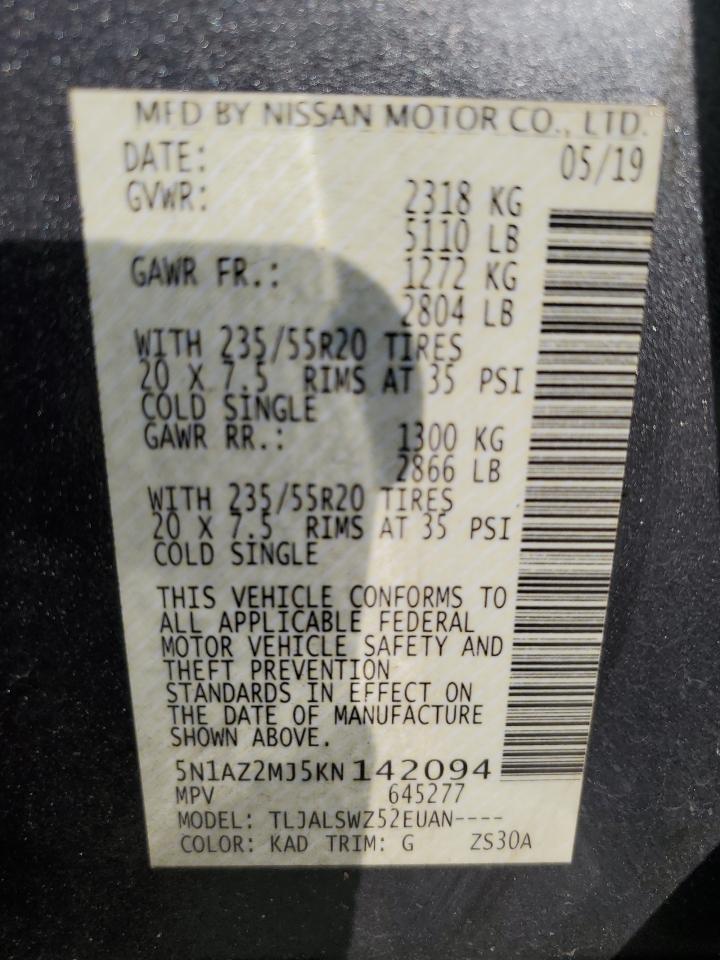 MFD BY NISSAN MOTOR CO., LTD.
DATE: 05/19
GVWR: 2318 KG
5110 LB
GAWR FR.: 1272 KG
2804 LB
WITH 235/55R20 TIRES
20 X 7.5 RIMS AT 35 PSI
COLD SINGLE
GAWR RR.: 1300 KG
2866 LB
WITH 235/55R20 TIRES
20 X 7.5 RIMS AT 35 PSI
COLD SINGLE
THIS VEHICLE CONFORMS TO
ALL APPLICABLE FEDERAL
MOTOR VEHICLE SAFETY AND
THEFT PREVENTION
STANDARDS IN EFFECT ON
THE DATE OF MANUFACTURE
SHOWN ABOVE.
5N1AZ2MJ5KN142094
MPV 645277
MODEL: TLJALSWZ52EUAN----
COLOR: KAD TRIM: G ZS30A